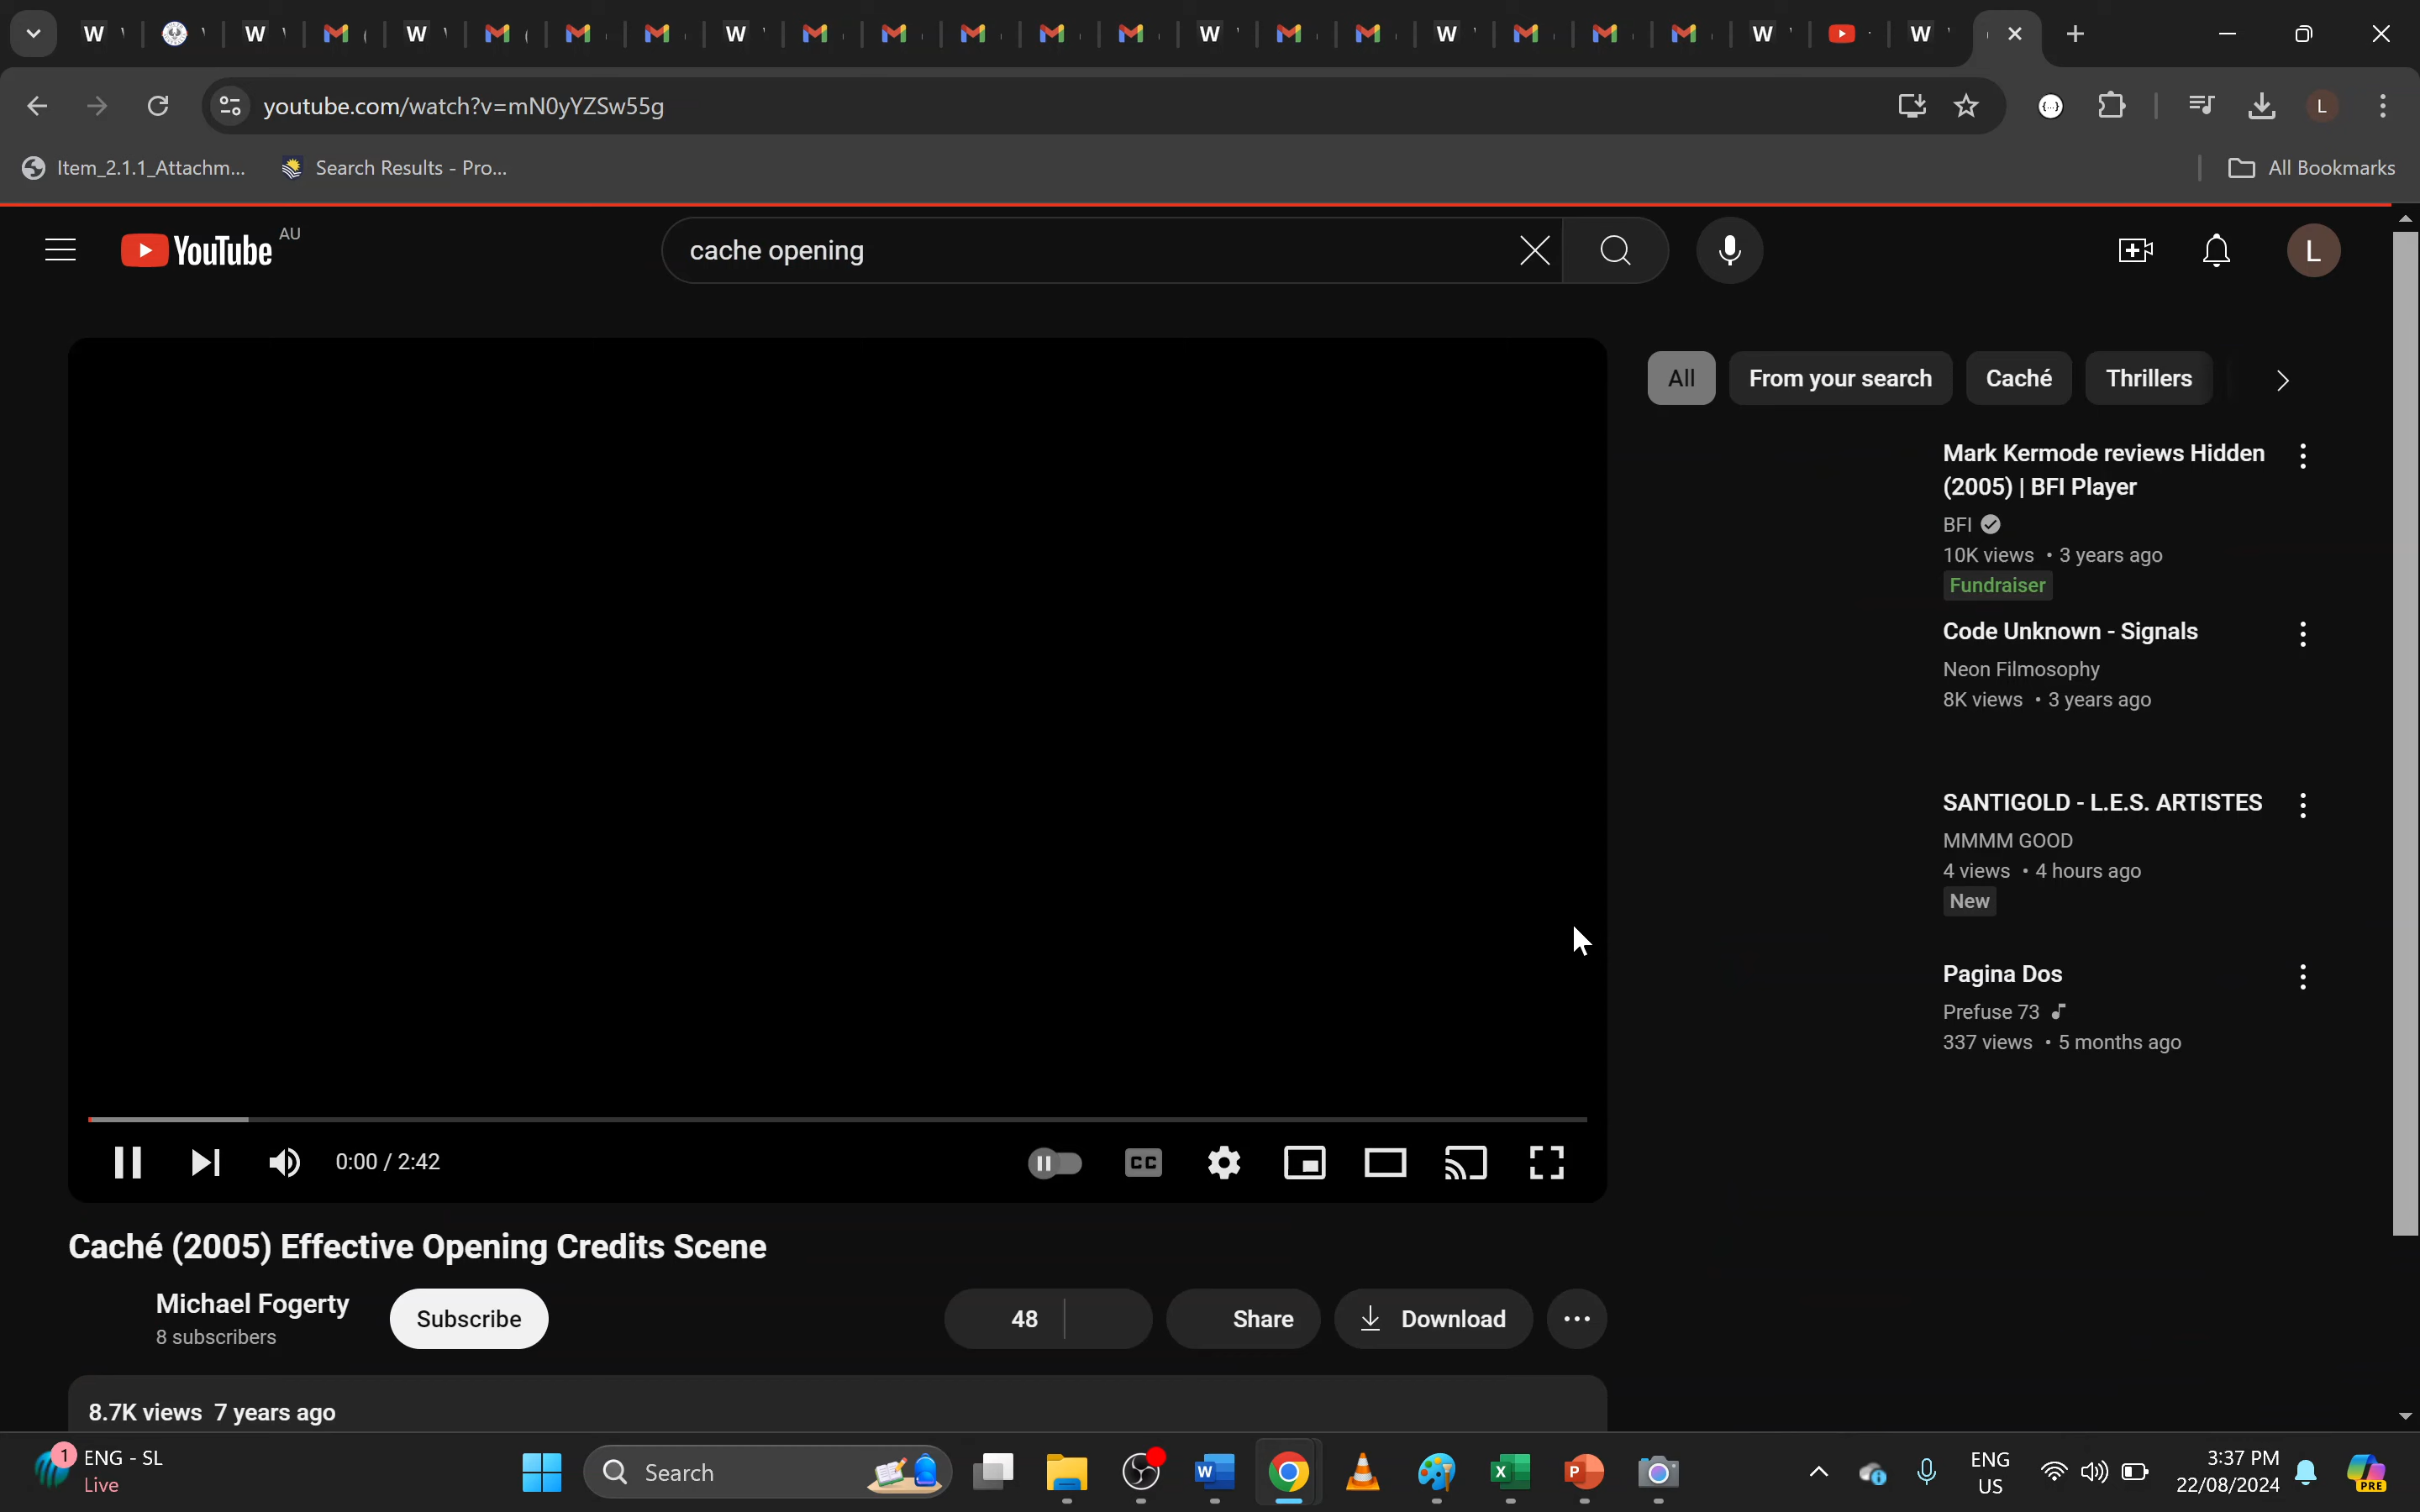 youtube.com/watch?v=mN0yYZSw55g
L
Item_2.1.1_Attachm...
Search Results - Pro...
All Bookmarks
YouTube AU
cache opening
L
All
From your search
Caché
Thrillers
Mark Kermode reviews Hidden
(2005) | BFI Player
BFI
10K views • 3 years ago
Fundraiser
Code Unknown - Signals
Neon Filmosophy
8K views • 3 years ago
SANTIGOLD - L.E.S. ARTISTES
MMMM GOOD
4 views • 4 hours ago
New
Pagina Dos
Prefuse 73
337 views • 5 months ago
0:00 / 2:42
CC
Caché (2005) Effective Opening Credits Scene
Michael Fogerty
8 subscribers
Subscribe
48
Share
Download
8.7K views 7 years ago
1
ENG - SL
Live
Search
ENG
US
3:37 PM
22/08/2024
PRE